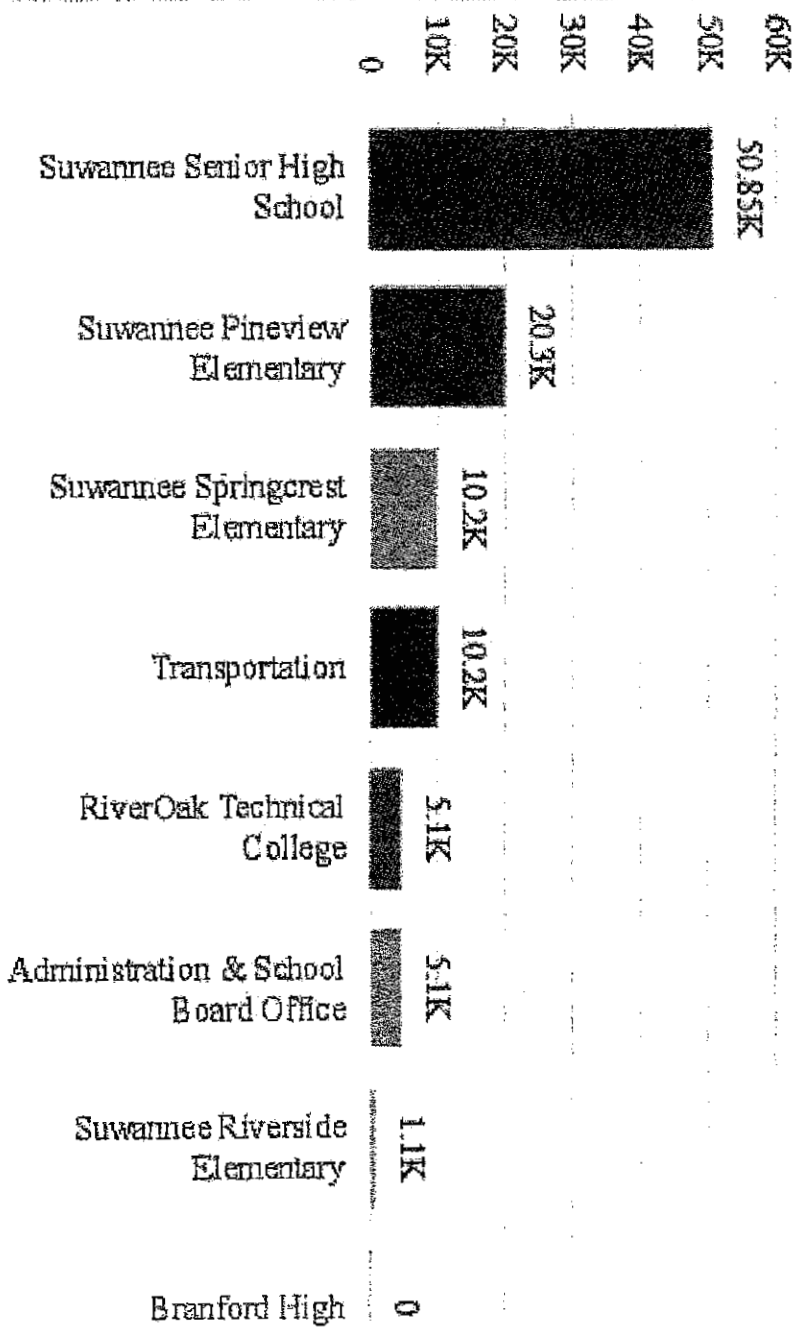 0
10K
20K
30K
40K
50K
60K
Suwannee Senior High
School
50.85K
Suwannee Pineview
Elementary
20.3K
Suwannee Springcrest
Elementary
10.2K
Transportation
10.2K
RiverOak Technical
College
5.1K
Administration & School
Board Office
5.1K
Suwannee Riverside
Elementary
1.1K
Branford High
0